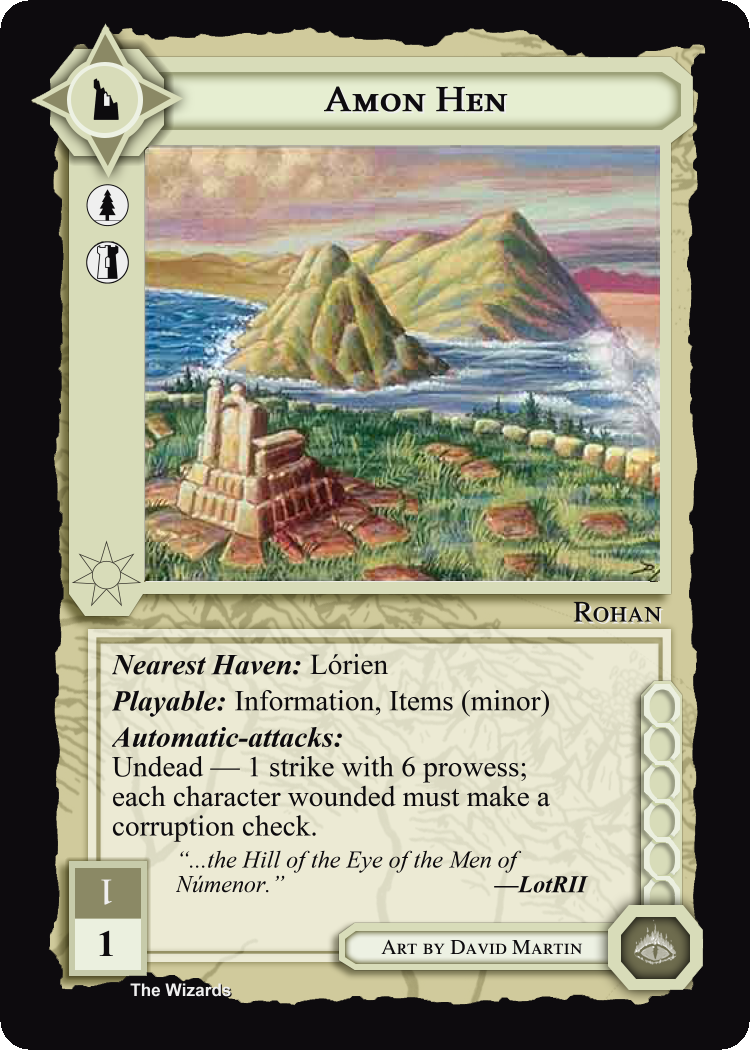 Amon Hen
Rohan
Nearest Haven: Lórien
Playable: Information, Items (minor)
Automatic-attacks:
Undead — 1 strike with 6 prowess;
each character wounded must make a
corruption check.
“...the Hill of the Eye of the Men of
Númenor.” —LotRII
1
1
Art by David Martin
The Wizards